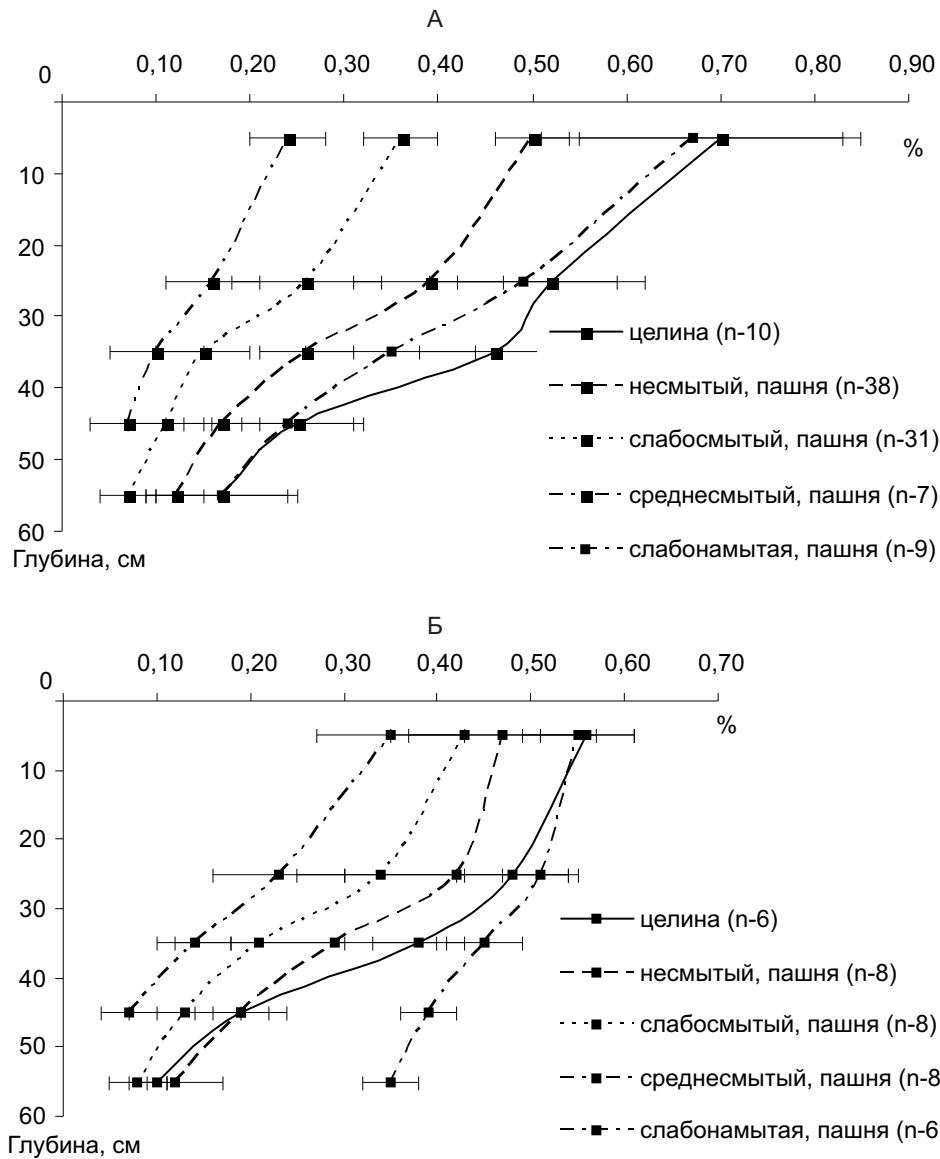 А
0 0,10 0,20 0,30 0,40 0,50 0,60 0,70 0,80 0,90
%
10
20
30
40
50
60
Глубина, см
целина (n-10)
несмытый, пашня (n-38)
слабосмытый, пашня (n-31)
среднесмытый, пашня (n-7)
слабонамытая, пашня (n-9)
Б
0 0,10 0,20 0,30 0,40 0,50 0,60 0,70
%
10
20
30
40
50
60
Глубина, см
целина (n-6)
несмытый, пашня (n-8)
слабосмытый, пашня (n-8)
среднесмытый, пашня (n-8
слабонамытая, пашня (n-6